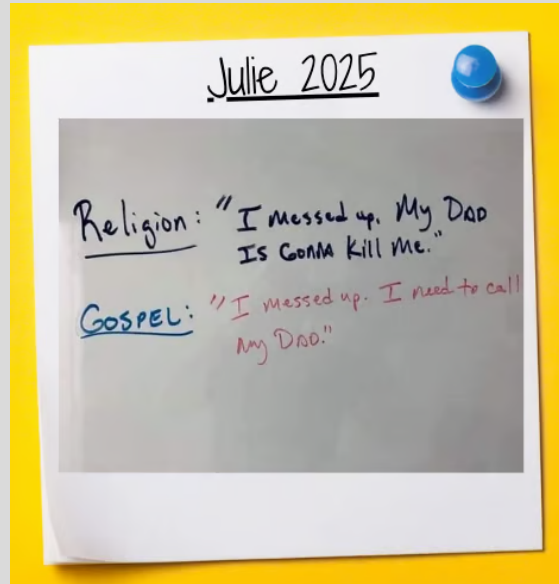 Julie 2025
Religion: "I messed up. My DAD
IS GONNA Kill Me."
GOSPEL: "I messed up. I need to call
My DAD."